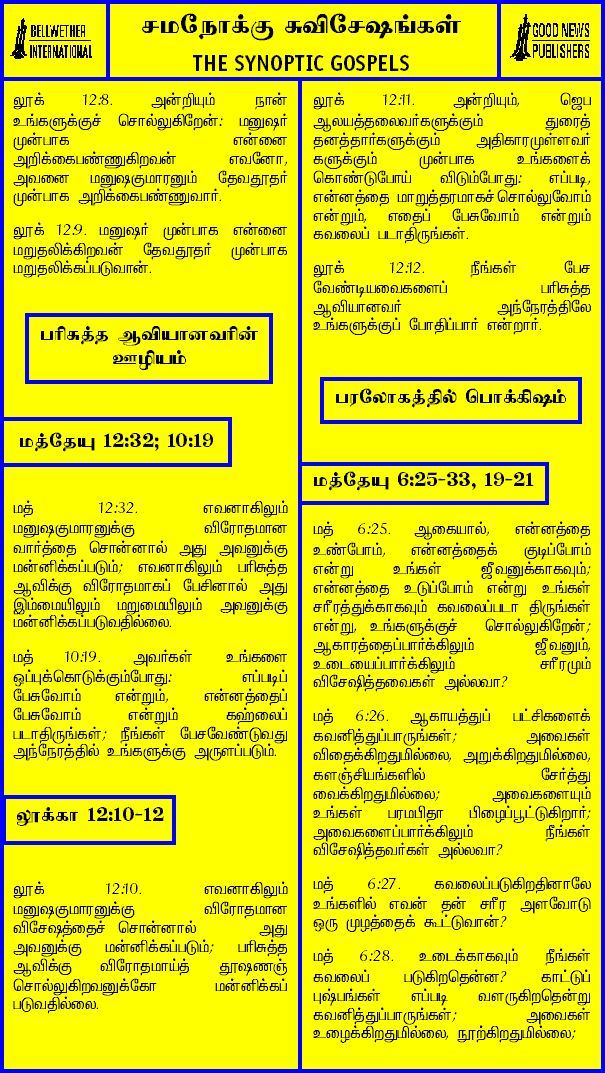 BELLWETHER
INTERNATIONAL
சமநோக்கு சுவிசேஷங்கள்
THE SYNOPTIC GOSPELS
GOOD NEWS
PUBLISHERS
லூக் 12:8. அன்றியும் நான்
உங்களுக்குச் சொல்லுகிறேன்: மனுஷர்
முன்பாக என்னை
அறிக்கைபண்ணுகிறவன் எவனோ,
அவனை மனுஷகுமாரனும் தேவதூதர்
முன்பாக அறிக்கைபண்ணுவார்.
லூக் 12:9. மனுஷர் முன்பாக என்னை
மறுதலிக்கிறவன் தேவதூதர் முன்பாக
மறுதலிக்கப்படுவான்.
பரிசுத்த ஆவியானவரின்
ஊழியம்
மத்தேயு 12:32; 10:19
மத் 12:32. எவனாகிலும்
மனுஷகுமாரனுக்கு விரோதமான
வார்த்தை சொன்னால் அது அவனுக்கு
மன்னிக்கப்படும்; எவனாகிலும் பரிசுத்த
ஆவிக்கு விரோதமாகப் பேசினால் அது
இம்மையிலும் மறுமையிலும் அவனுக்கு
மன்னிக்கப்படுவதில்லை.
மத் 10:19. அவர்கள் உங்களை
ஒப்புக்கொடுக்கும்போது: எப்படிப்
பேசுவோம் என்றும், என்னத்தைப்
பேசுவோம் என்றும் கஹ்லைப்
படாதிருங்கள்; நீங்கள் பேசவேண்டுவது
அந்நேரத்தில் உங்களுக்கு அருளப்படும்.
லூக்கா 12:10-12
லூக் 12:10. எவனாகிலும்
மனுஷகுமாரனுக்கு விரோதமான
விசேஷத்தைச் சொன்னால் அது
அவனுக்கு மன்னிக்கப்படும்; பரிசுத்த
ஆவிக்கு விரோதமாய்த் தூஷணஞ்
சொல்லுகிறவனுக்கோ மன்னிக்கப்
படுவதில்லை.
லூக் 12:11. அன்றியும், ஜெப
ஆலயத்தலைவர்களுக்கும் துரைத்
தனத்தார்களுக்கும் அதிகாரமுள்ளவர்
களுக்கும் முன்பாக உங்களைக்
கொண்டுபோய் விடும்போது: எப்படி,
என்னத்தை மாறுத்தரமாகச் சொல்லுவோம்
என்றும், எதைப் பேசுவோம் என்றும்
கவலைப் படாதிருங்கள்.
லூக் 12:12. நீங்கள் பேச
வேண்டியவைகளைப் பரிசுத்த
ஆவியானவர் அந்நேரத்திலே
உங்களுக்குப் போதிப்பார் என்றார்.
பரலோகத்தில் பொக்கிஷம்
மத்தேயு 6:25-33, 19-21
மத் 6:25. ஆகையால், என்னத்தை
உண்போம், என்னத்தைக் குடிப்போம்
என்று உங்கள் ஜீவனுக்காகவும்;
என்னத்தை உடுப்போம் என்று உங்கள்
சரீரத்துக்காகவும் கவலைப்படா திருங்கள்
என்று, உங்களுக்குச் சொல்லுகிறேன்;
ஆகாரத்தைப்பார்க்கிலும் ஜீவனும்,
உடையைப்பார்க்கிலும் சரீரமும்
விசேஷித்தவைகள் அல்லவா?
மத் 6:26. ஆகாயத்துப் பட்சிகளைக்
கவனித்துப்பாருங்கள்; அவைகள்
விதைக்கிறதுமில்லை, அறுக்கிறதுமில்லை,
களஞ்சியங்களில் சேர்த்து
வைக்கிறதுமில்லை; அவைகளையும்
உங்கள் பரமபிதா பிழைப்பூட்டுகிறார்;
அவைகளைப்பார்க்கிலும் நீங்கள்
விசேஷித்தவர்கள் அல்லவா?
மத் 6:27. கவலைப்படுகிறதினாலே
உங்களில் எவன் தன் சரீர அளவோடு
ஒரு முழத்தைக் கூட்டுவான்?
மத் 6:28. உடைக்காகவும் நீங்கள்
கவலைப் படுகிறதென்ன? காட்டுப்
புஷ்பங்கள் எப்படி வளருகிறதென்று
கவனித்துப்பாருங்கள்; அவைகள்
உழைக்கிறதுமில்லை, நூற்கிறதுமில்லை;